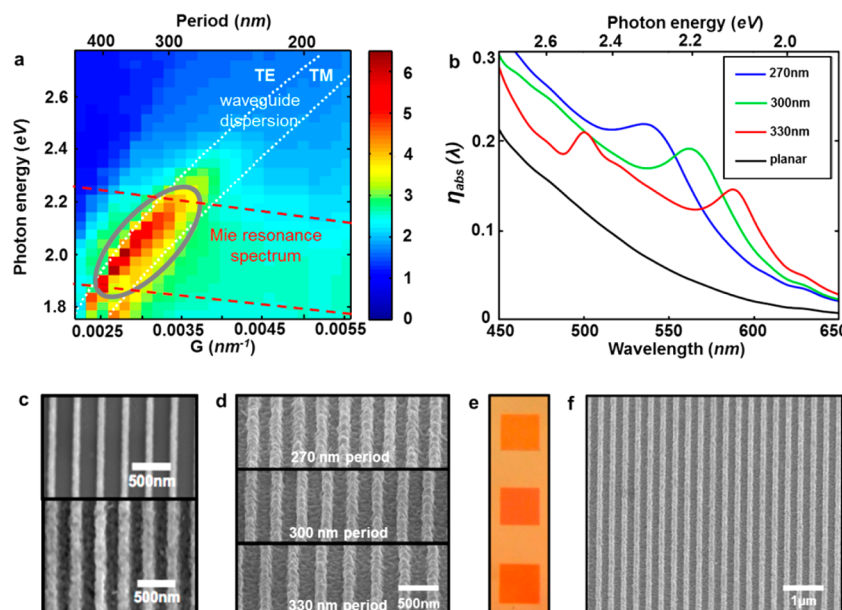 Period (nm)
400 300 200
a
Photon energy (eV)
2.6
2.4
2.2
2.0
1.8
TE TM
waveguide
dispersion
Mie resonance
spectrum
0.0025 0.0035 0.0045 0.0055
G (nm⁻¹)
6
5
4
3
2
1
0
Photon energy (eV)
2.6 2.4 2.2 2.0
b
ηabs (λ)
0.3
0.2
0.1
0
270nm
300nm
330nm
planar
450 500 550 600 650
Wavelength (nm)
c
500nm
500nm
d
270 nm period
300 nm period
330 nm period
500nm
e
f
1µm